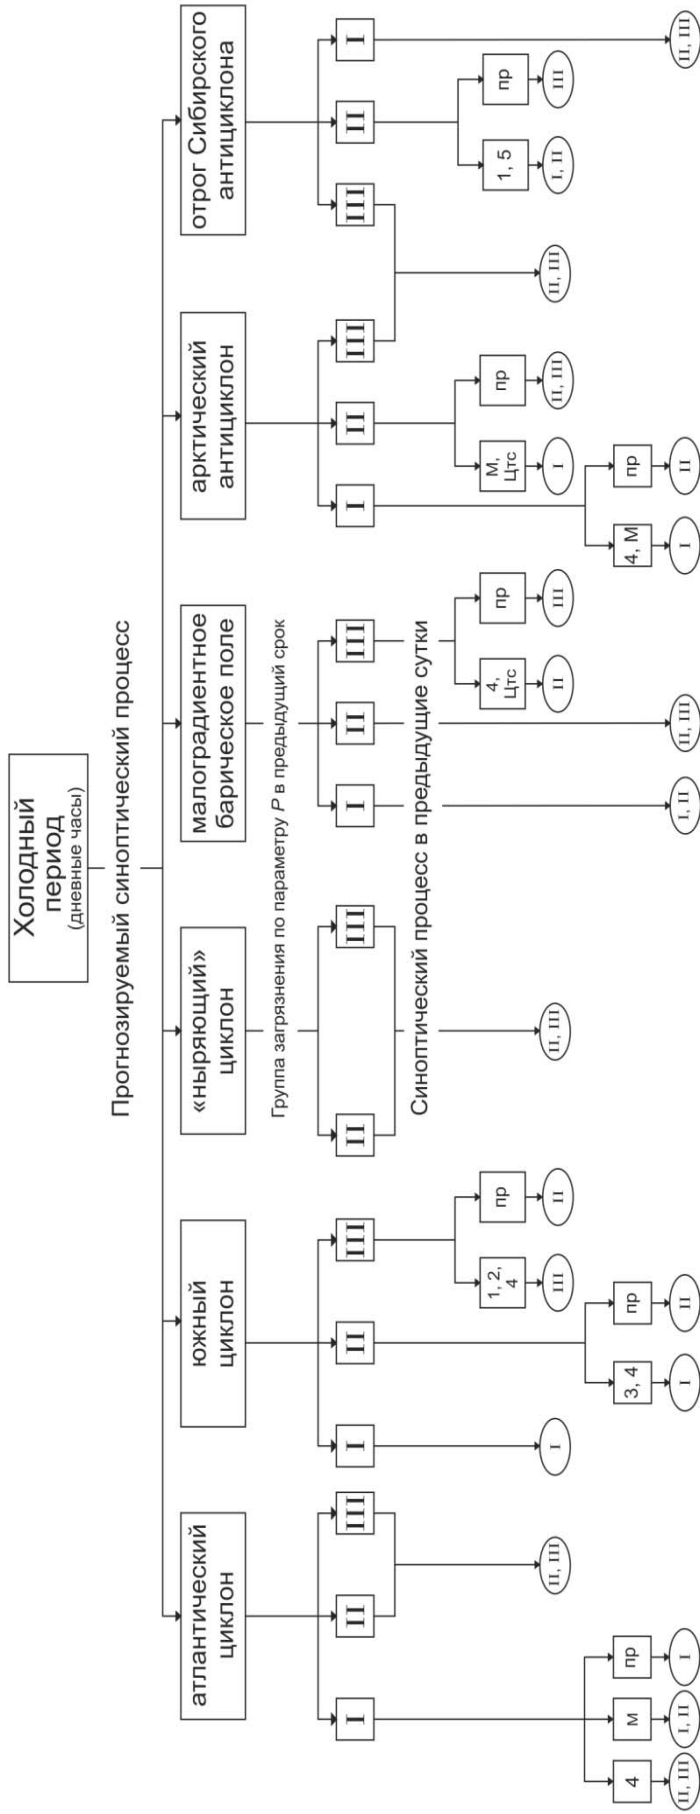 Холодный
период
(дневные часы)
Прогнозируемый синоптический процесс
атлантический
циклон
южный
циклон
«ныряющий»
циклон
малоградиентное
барическое поле
арктический
антициклон
отрог Сибирского
антициклона
Группа загрязнения по параметру P в предыдущий срок
I
II
III
I
II
III
II
III
I
II
III
I
II
III
III
II
I
Синоптический процесс в предыдущие сутки
1, 2,
4
пр
4,
Цтс
пр
М,
Цтс
пр
1, 5
пр
II, III
I
III
II
II, III
II
III
I
II, III
II, III
I, II
III
4
М
пр
3, 4
пр
4, М
пр
II, III
I, II
I
I
II
I, II
II, III
I
II
II, III